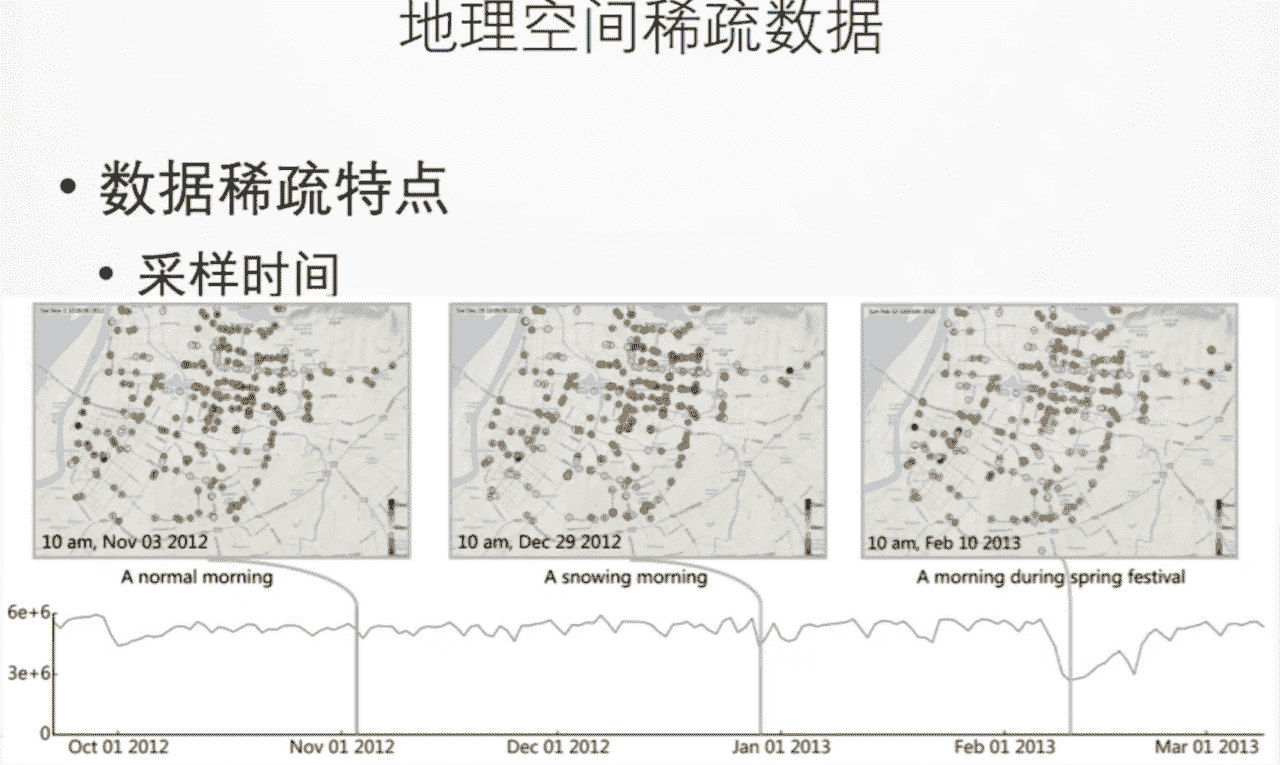 地理空间稀疏数据
• 数据稀疏特点
• 采样时间
10 am, Nov 03 2012
10 am, Dec 29 2012
10 am, Feb 10 2013
A normal morning
A snowing morning
A morning during spring festival
6e+6
3e+6
0
Oct 01 2012
Nov 01 2012
Dec 01 2012
Jan 01 2013
Feb 01 2013
Mar 01 2013